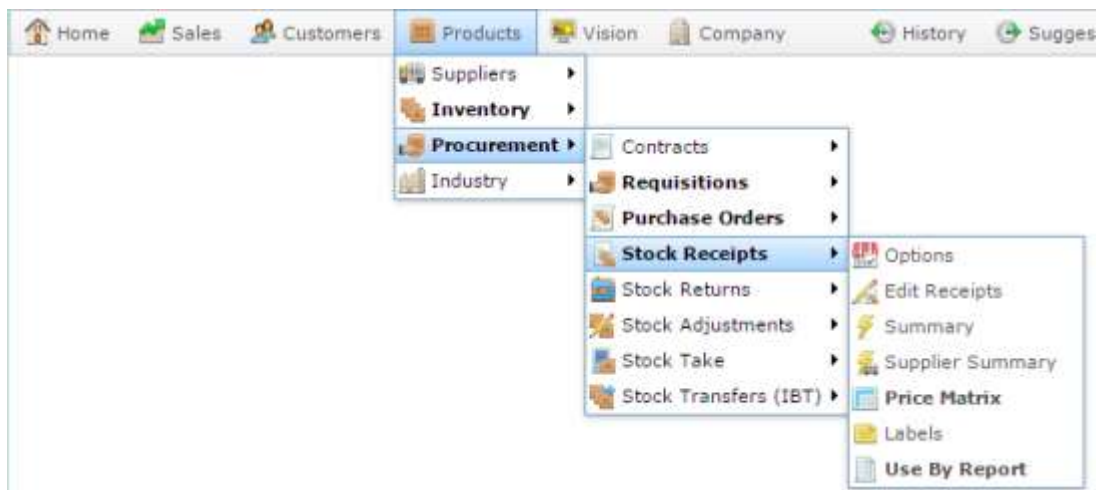 Home Sales Customers Products Vision Company History Sugges
Suppliers
Inventory
Procurement
Industry
Contracts
Requisitions
Purchase Orders
Stock Receipts
Stock Returns
Stock Adjustments
Stock Take
Stock Transfers (IBT)
Options
Edit Receipts
Summary
Supplier Summary
Price Matrix
Labels
Use By Report